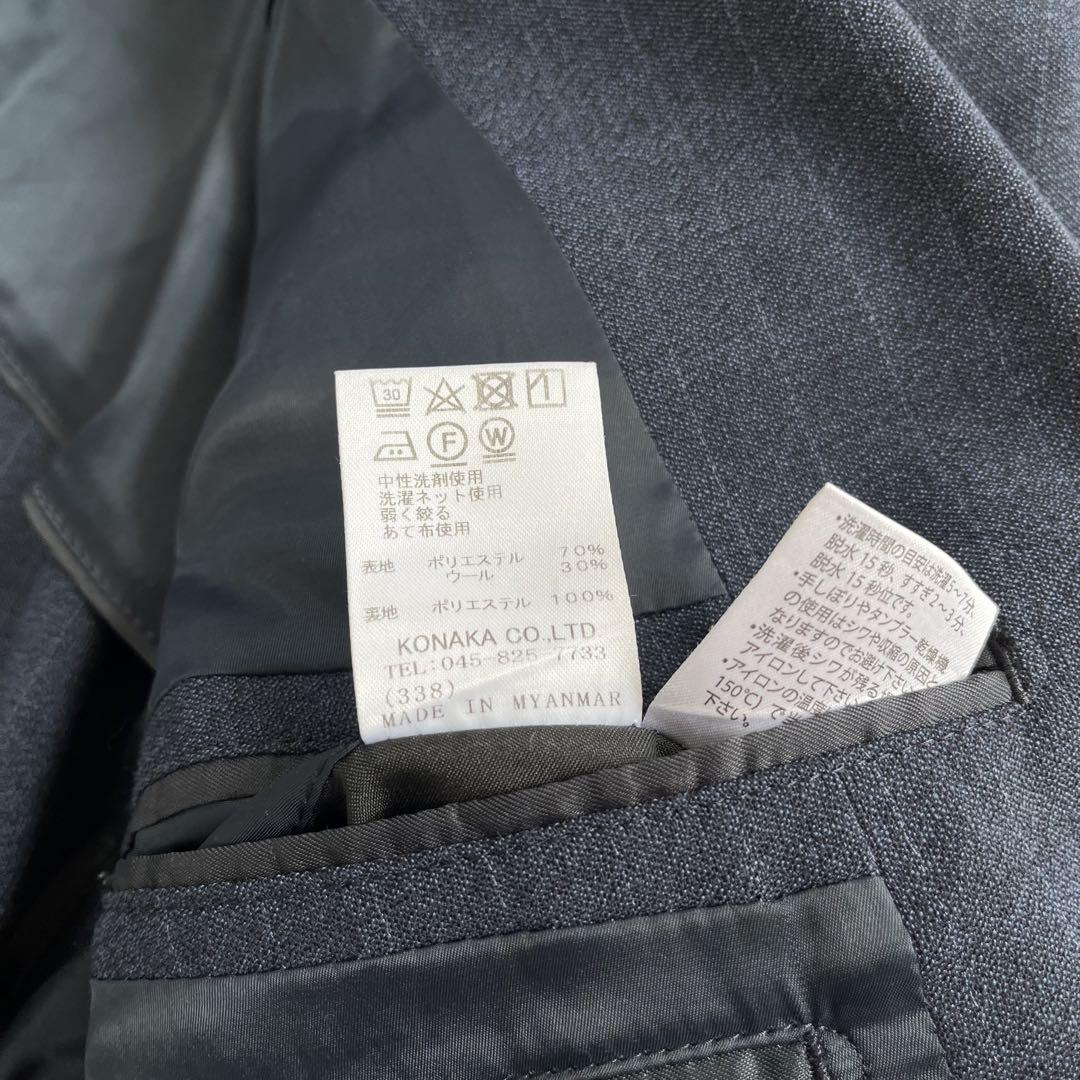 30
F W
中性洗剤使用
洗濯ネット使用
弱く絞る
あて布使用
表地 ポリエステル 70%
ウール 30%
裏地 ポリエステル 100%
KONAKA CO.,LTD
TEL:045-825-7733
(338)
MADE IN MYANMAR
・洗濯時間の目安は洗濯5~7分、
脱水15秒、すすぎ2~3分、
脱水15秒位です。
・手しぼりやタンブラー乾燥機
の使用はシワや収縮の原因と
なりますのでお避け下さい
・洗濯後シワが残る
・アイロンして下さい
・アイロンの温度
150℃)で
下さい。